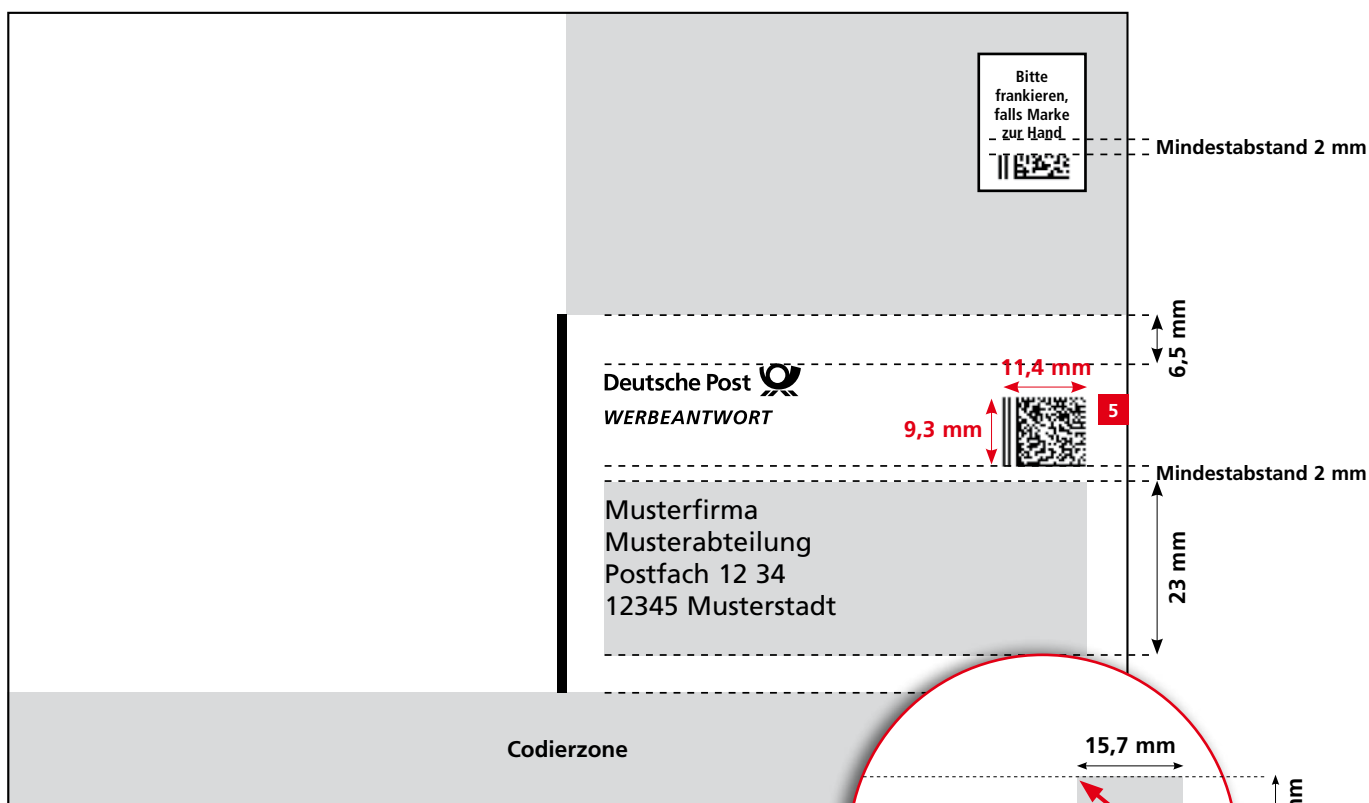 Bitte
frankieren,
falls Marke
zur Hand
Mindestabstand 2 mm
6,5 mm
Deutsche Post
11,4 mm
WERBEANTWORT
9,3 mm
5
Mindestabstand 2 mm
Musterfirma
Musterabteilung
Postfach 12 34
12345 Musterstadt
23 mm
Codierzone
15,7 mm